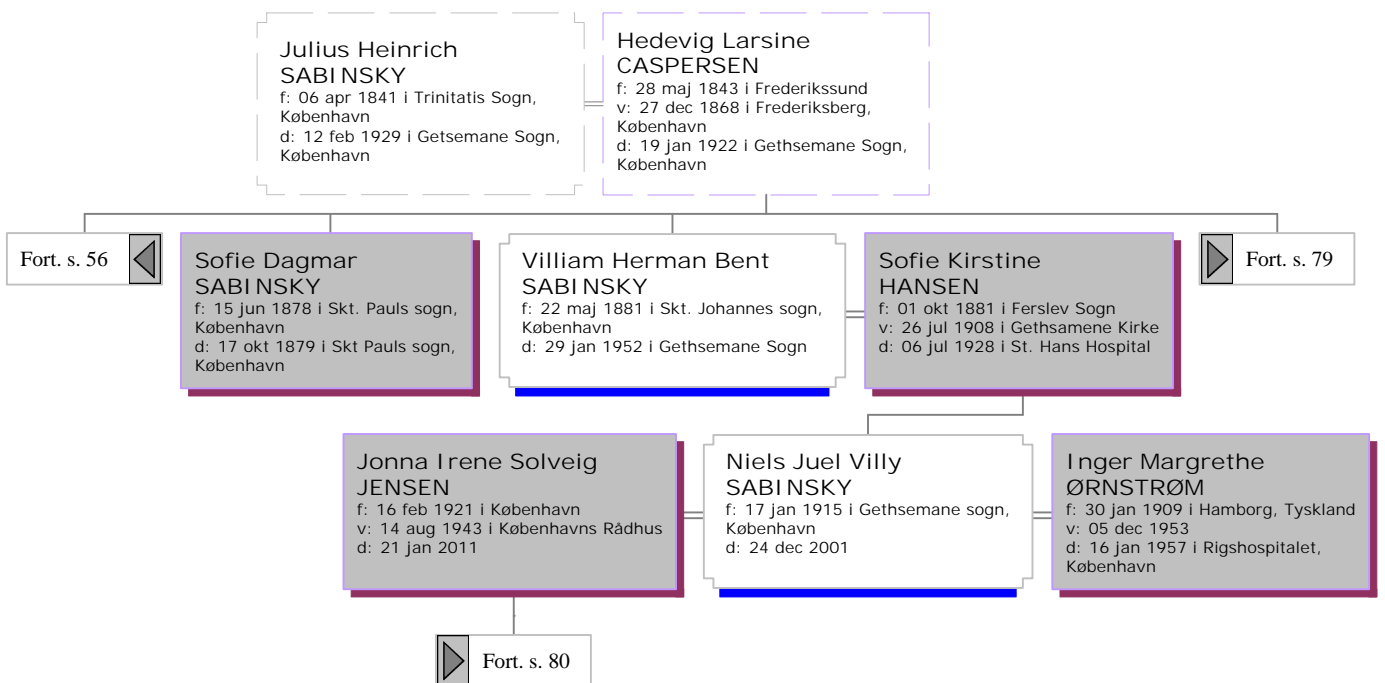 Julius Heinrich
SABINSKY
f: 06 apr 1841 i Trinitatis Sogn,
København
d: 12 feb 1929 i Getsemane Sogn,
København
Hedevig Larsine
CASPERSEN
f: 28 maj 1843 i Frederikssund
v: 27 dec 1868 i Frederiksberg,
København
d: 19 jan 1922 i Gethsemane Sogn,
København
Fort. s. 56
Sofie Dagmar
SABINSKY
f: 15 jun 1878 i Skt. Pauls sogn,
København
d: 17 okt 1879 i Skt Pauls sogn,
København
Villiam Herman Bent
SABINSKY
f: 22 maj 1881 i Skt. Johannes sogn,
København
d: 29 jan 1952 i Gethsemane Sogn
Sofie Kirstine
HANSEN
f: 01 okt 1881 i Ferslev Sogn
v: 26 jul 1908 i Gethsamene Kirke
d: 06 jul 1928 i St. Hans Hospital
Fort. s. 79
Jonna Irene Solveig
JENSEN
f: 16 feb 1921 i København
v: 14 aug 1943 i Københavns Rådhus
d: 21 jan 2011
Niels Juel Villy
SABINSKY
f: 17 jan 1915 i Gethsemane sogn,
København
d: 24 dec 2001
Inger Margrethe
ØRNSTRØM
f: 30 jan 1909 i Hamborg, Tyskland
v: 05 dec 1953
d: 16 jan 1957 i Rigshospitalet,
København
Fort. s. 80